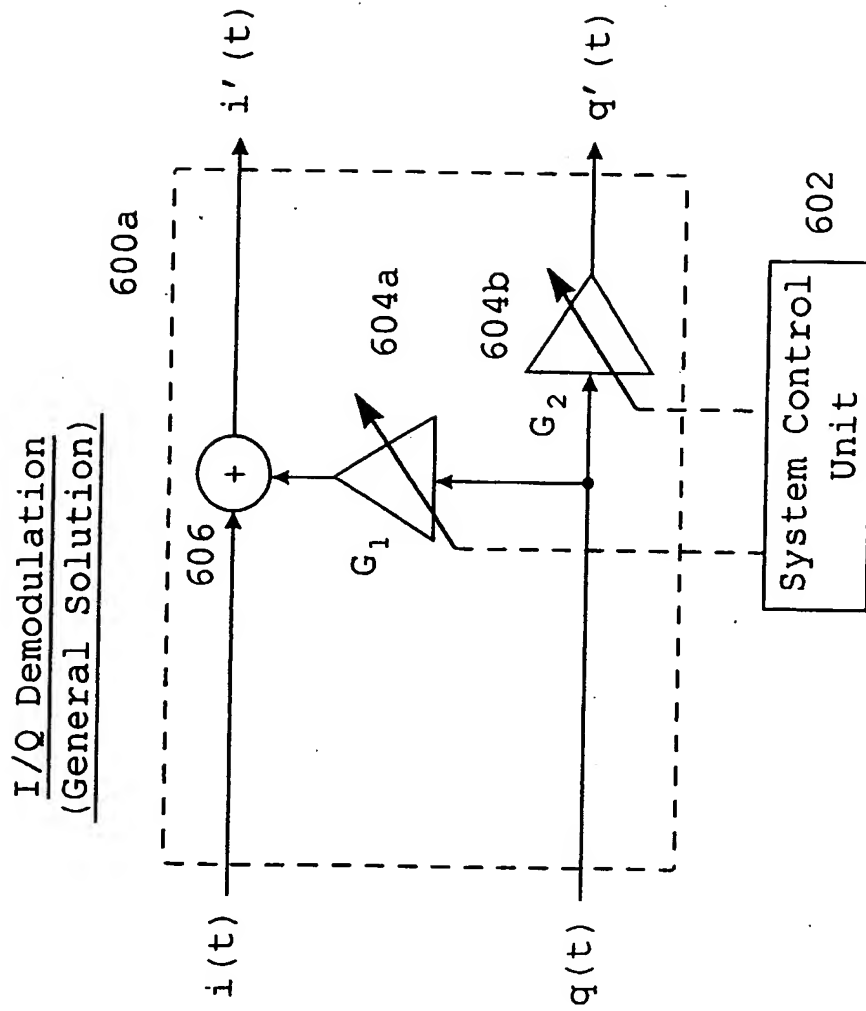 I/Q Demodulation
(General Solution)
600a
i(t)
606
+
i'(t)
604a
G1
604b
G2
q(t)
q'(t)
System Control
Unit
602